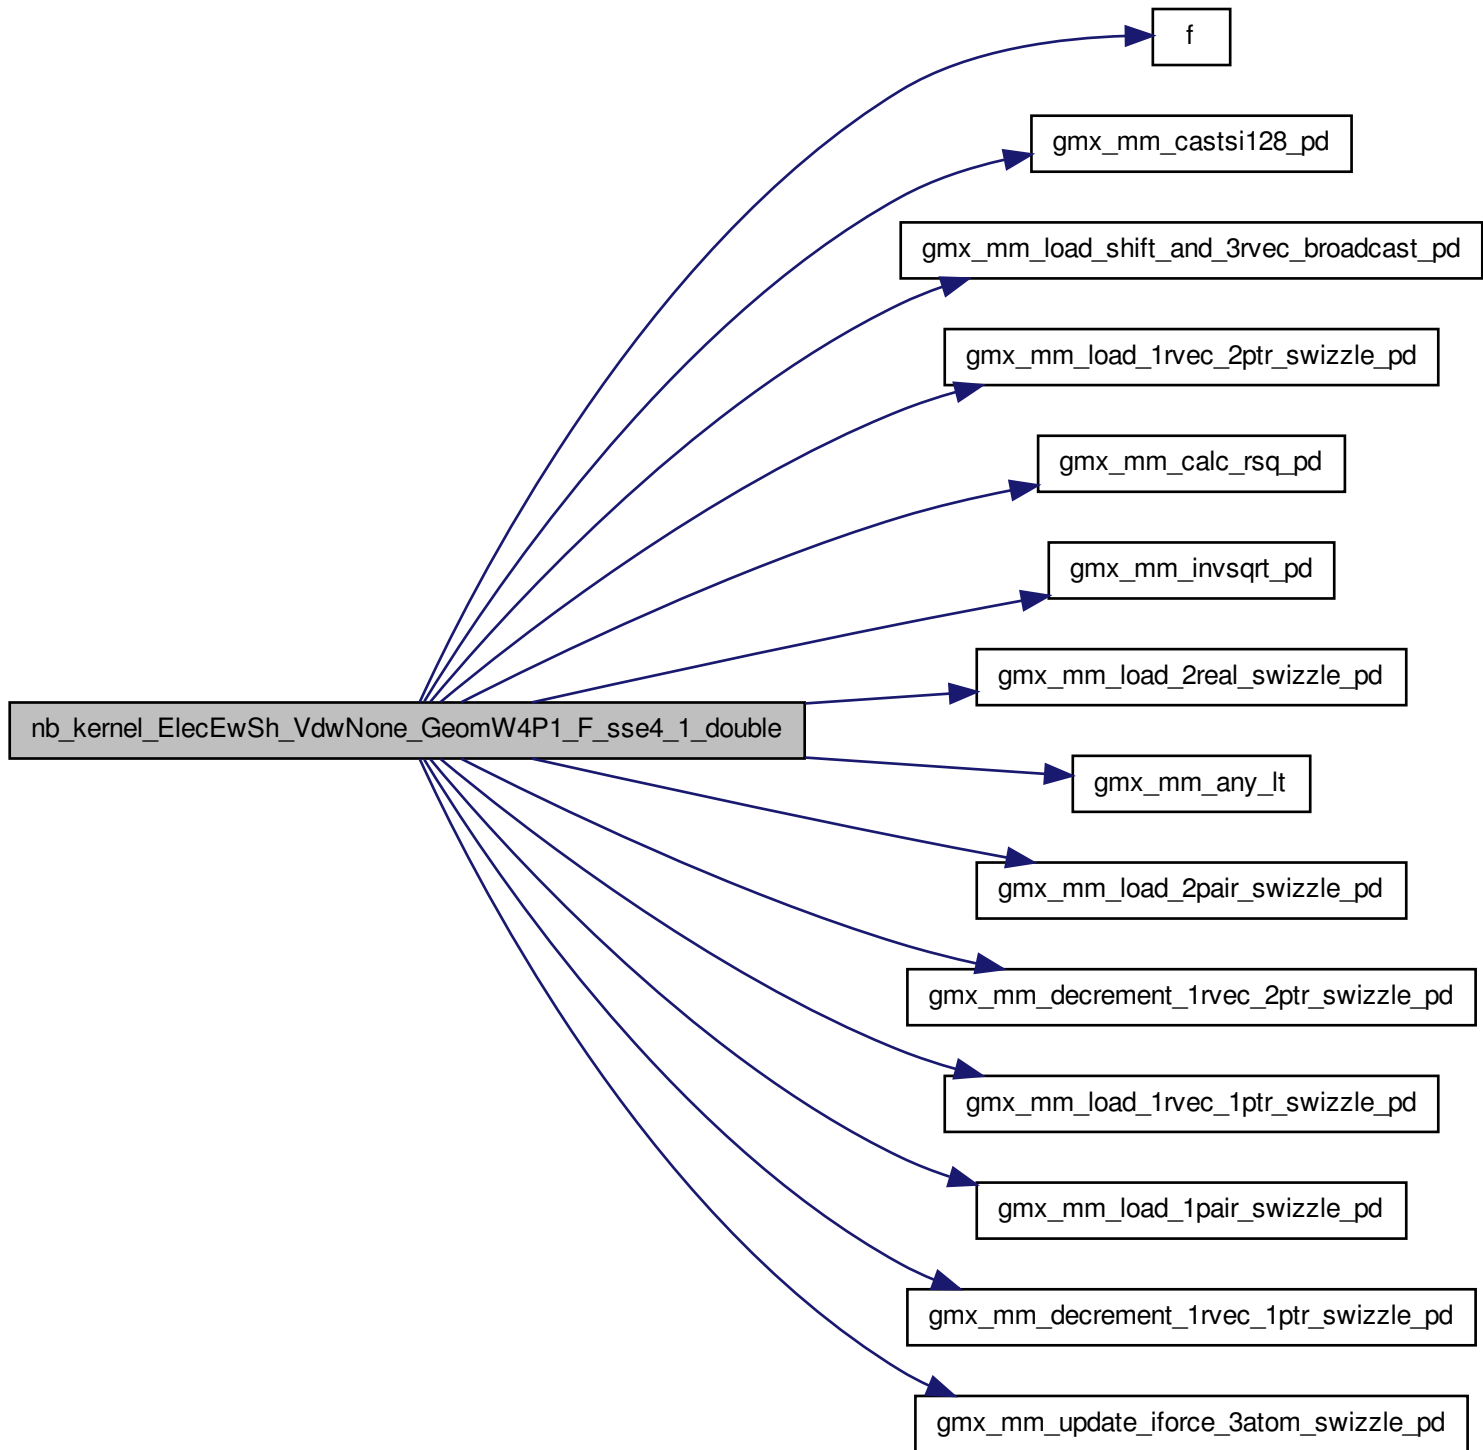 f
gmx_mm_castsi128_pd
gmx_mm_load_shift_and_3rvec_broadcast_pd
gmx_mm_load_1rvec_2ptr_swizzle_pd
gmx_mm_calc_rsq_pd
gmx_mm_invsqrt_pd
gmx_mm_load_2real_swizzle_pd
nb_kernel_ElecEwSh_VdwNone_GeomW4P1_F_sse4_1_double
gmx_mm_any_lt
gmx_mm_load_2pair_swizzle_pd
gmx_mm_decrement_1rvec_2ptr_swizzle_pd
gmx_mm_load_1rvec_1ptr_swizzle_pd
gmx_mm_load_1pair_swizzle_pd
gmx_mm_decrement_1rvec_1ptr_swizzle_pd
gmx_mm_update_iforce_3atom_swizzle_pd